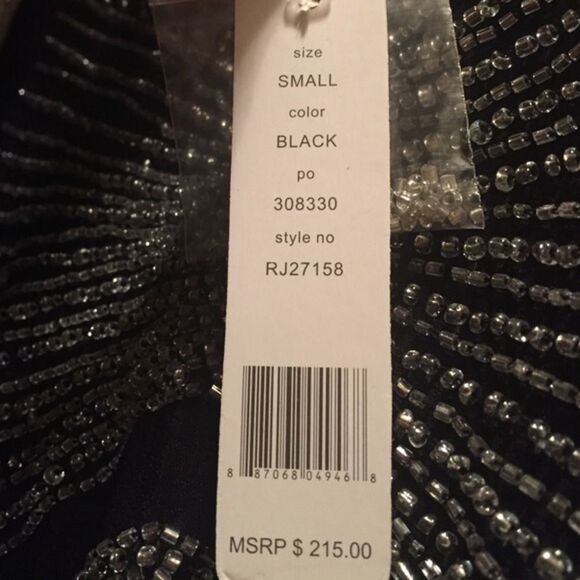 size
SMALL
color
BLACK
po
308330
style no
RJ27158
8 87068 04946 8
MSRP $ 215.00